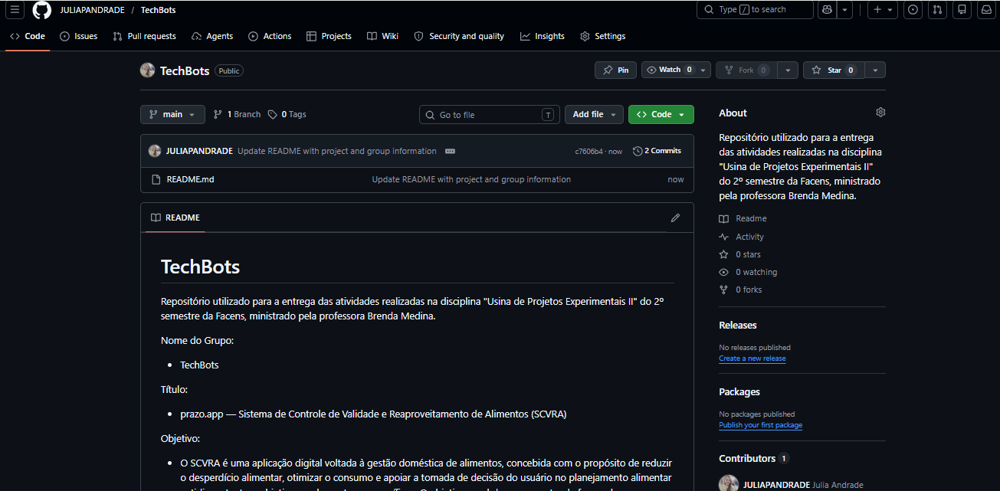 JULIAPANDRADE / TechBots
Type / to search
Code Issues Pull requests Agents Actions Projects Wiki Security and quality Insights Settings
TechBots Public
Pin Watch 0 Fork 0 Star 0
main 1 Branch 0 Tags
Go to file T
Add file Code
JULIAPANDRADE Update README with project and group information c7606b4 · now 2 Commits
README.md Update README with project and group information now
README
TechBots
Repositório utilizado para a entrega das atividades realizadas na disciplina "Usina de Projetos Experimentais II" do 2º
semestre da Facens, ministrado pela professora Brenda Medina.
Nome do Grupo:
TechBots
Título:
prazo.app — Sistema de Controle de Validade e Reaproveitamento de Alimentos (SCVRA)
Objetivo:
O SCVRA é uma aplicação digital voltada à gestão doméstica de alimentos, concebida com o propósito de reduzir
o desperdício alimentar, otimizar o consumo e apoiar a tomada de decisão do usuário no planejamento alimentar
About
Repositório utilizado para a entrega
das atividades realizadas na disciplina
"Usina de Projetos Experimentais II"
do 2º semestre da Facens, ministrado
pela professora Brenda Medina.
Readme
Activity
0 stars
0 watching
0 forks
Releases
No releases published
Create a new release
Packages
No packages published
Publish your first package
Contributors 1
JULIAPANDRADE Julia Andrade